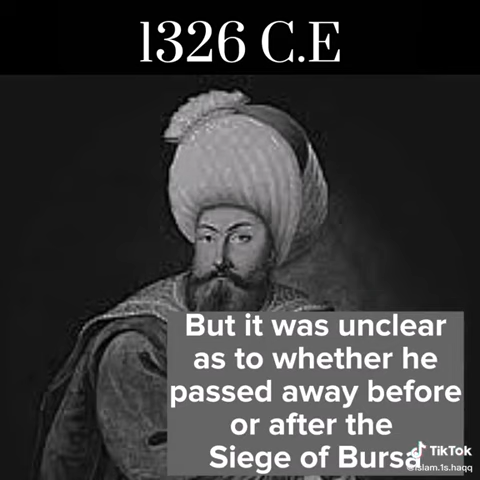 1326 C.E
But it was unclear
as to whether he
passed away before
or after the
Siege of Bursa
TikTok
@islam.1s.haqq